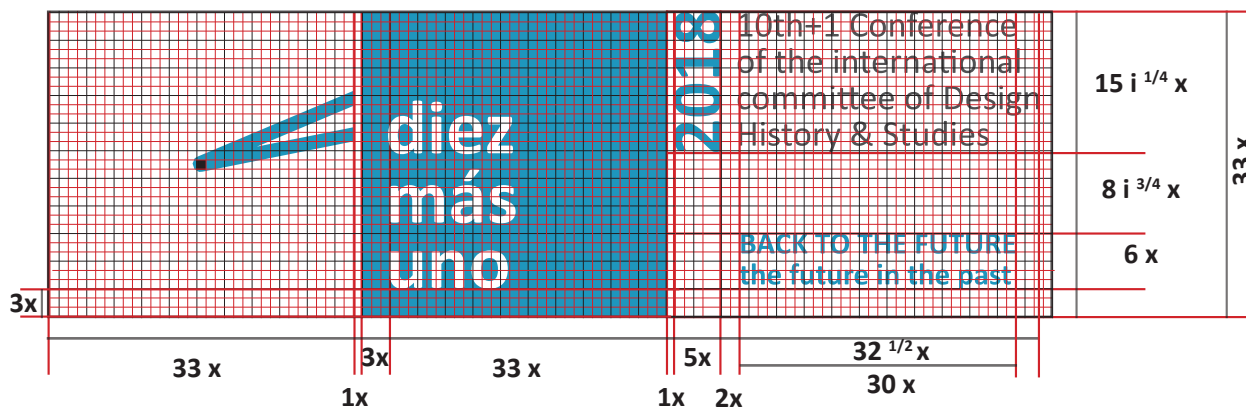 diez
más
uno
2018
10th+1 Conference
of the international
committee of Design
History & Studies
BACK TO THE FUTURE
the future in the past
15 i 1/4 x
8 i 3/4 x
6 x
33 x
3x
33 x
1x
3x
33 x
1x
5x
2x
32 1/2 x
30 x